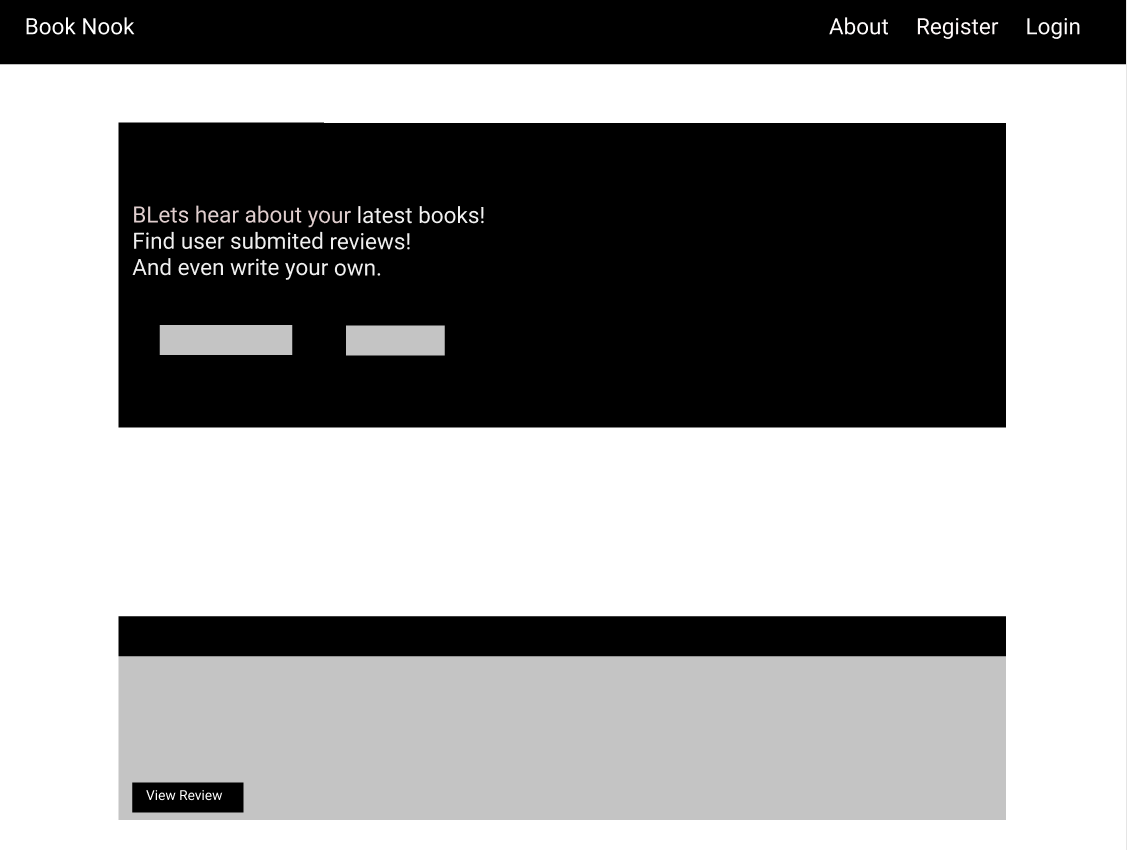 Book Nook About Register Login
BLets hear about your latest books!
Find user submited reviews!
And even write your own.
View Review